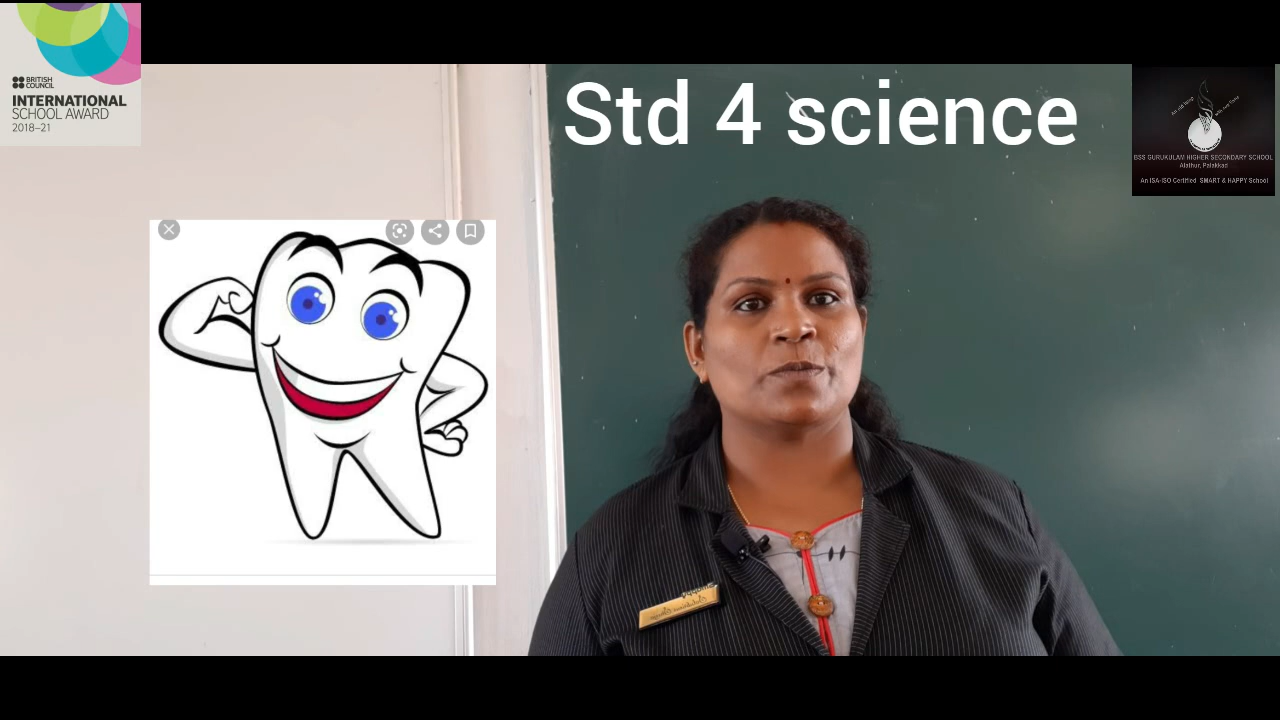 BRITISH
COUNCIL
INTERNATIONAL
SCHOOL AWARD
2018–21
Std 4 science
BSS GURUKULAM HIGHER SECONDARY SCHOOL
Alathur, Palakkad
An ISA-ISO Certified SMART & HAPPY School